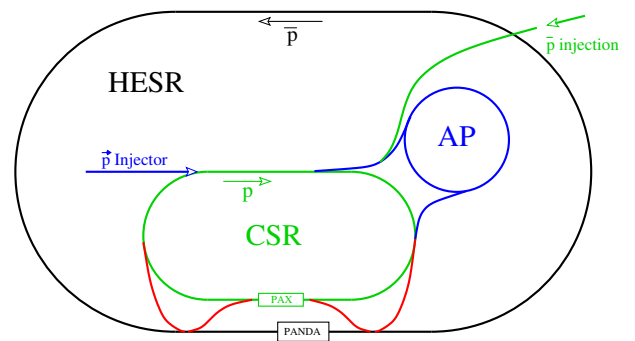 p̅
p̅ injection
HESR
AP
p⃗ Injector
p
CSR
PAX
PANDA